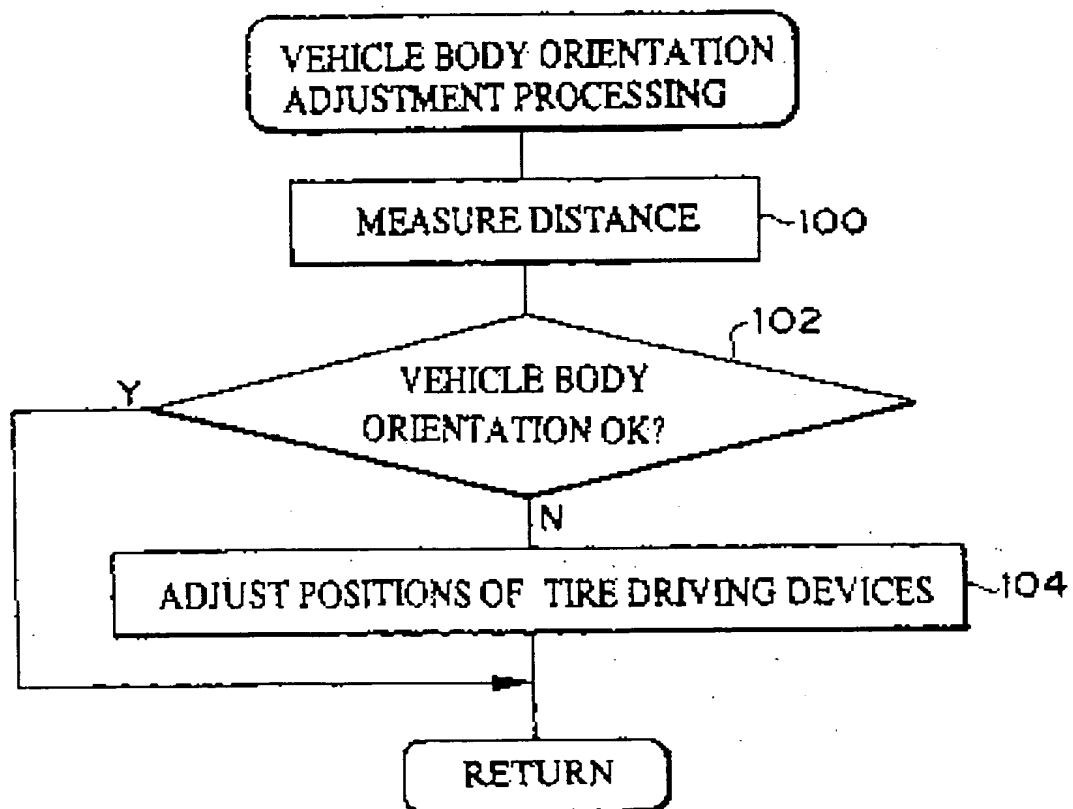 VEHICLE BODY ORIENTATION
ADJUSTMENT PROCESSING
MEASURE DISTANCE
100
102
VEHICLE BODY
ORIENTATION OK?
Y
N
ADJUST POSITIONS OF TIRE DRIVING DEVICES
104
RETURN